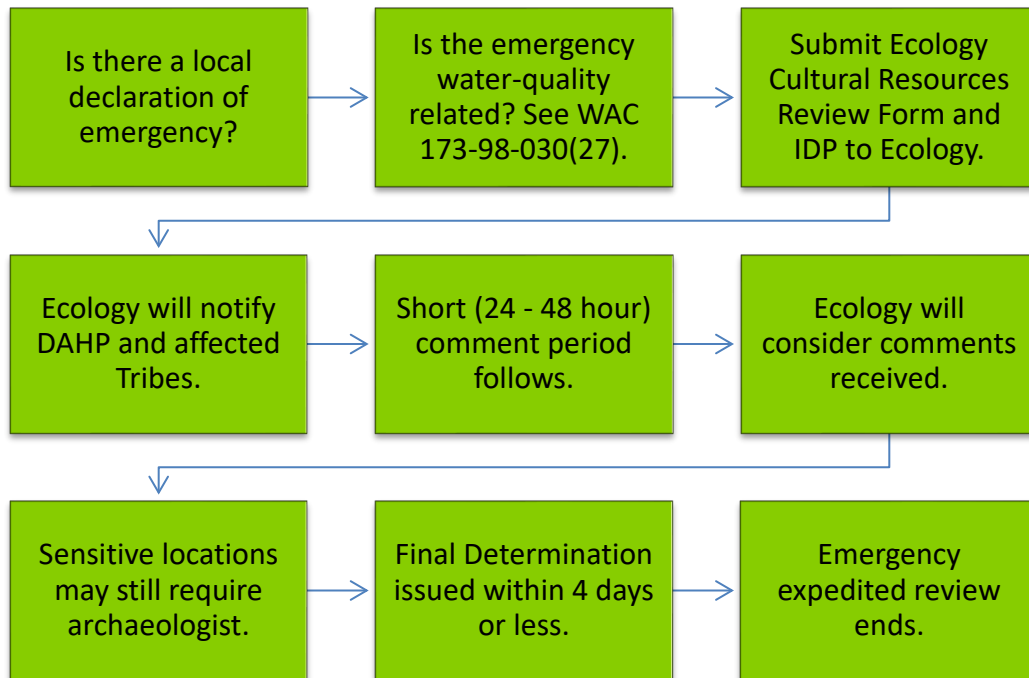 Is there a local
declaration of
emergency?
Is the emergency
water-quality
related? See WAC
173-98-030(27).
Submit Ecology
Cultural Resources
Review Form and
IDP to Ecology.
Ecology will notify
DAHP and affected
Tribes.
Short (24 - 48 hour)
comment period
follows.
Ecology will
consider comments
received.
Sensitive locations
may still require
archaeologist.
Final Determination
issued within 4 days
or less.
Emergency
expedited review
ends.